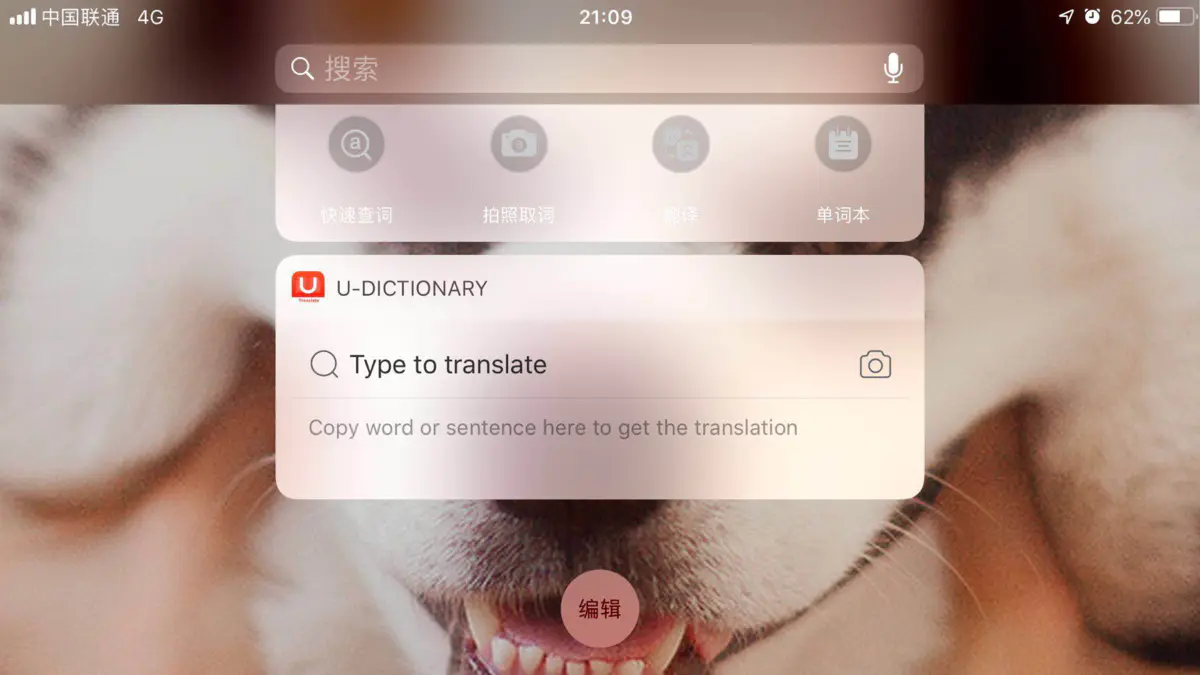 中国联通 4G 21:09 62%
搜索
快速查词 拍照取词 翻译 单词本
U-DICTIONARY
Type to translate
Copy word or sentence here to get the translation
编辑